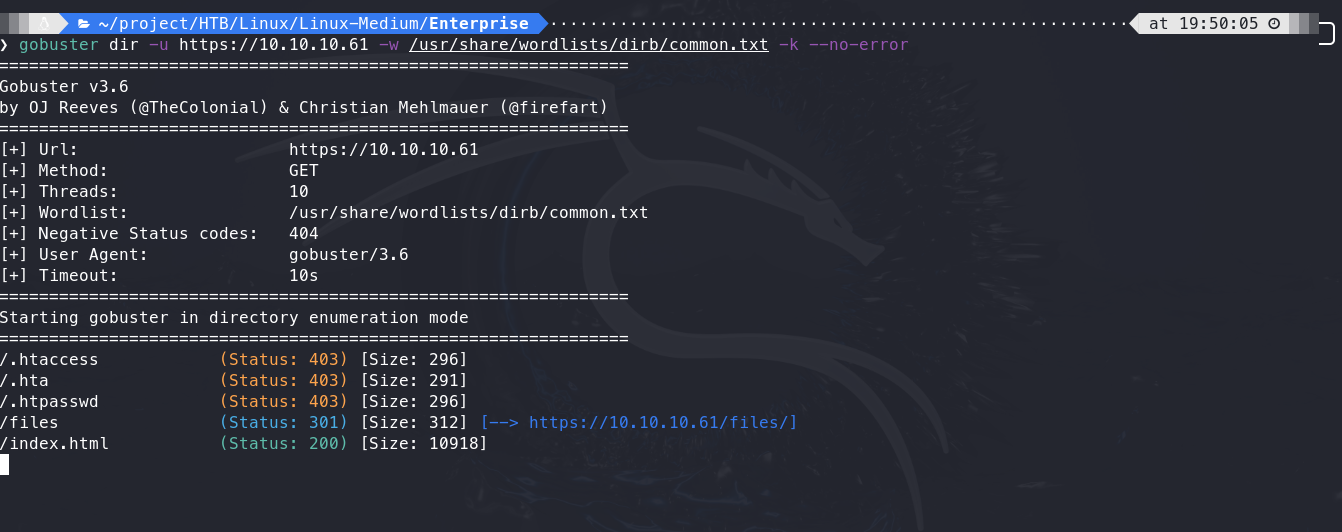 ~/project/HTB/Linux/Linux-Medium/Enterprise at 19:50:05
❯ gobuster dir -u https://10.10.10.61 -w /usr/share/wordlists/dirb/common.txt -k --no-error
===============================================================
Gobuster v3.6
by OJ Reeves (@TheColonial) & Christian Mehlmauer (@firefart)
===============================================================
[+] Url:                     https://10.10.10.61
[+] Method:                  GET
[+] Threads:                 10
[+] Wordlist:                /usr/share/wordlists/dirb/common.txt
[+] Negative Status codes:   404
[+] User Agent:              gobuster/3.6
[+] Timeout:                 10s
===============================================================
Starting gobuster in directory enumeration mode
===============================================================
/.htaccess            (Status: 403) [Size: 296]
/.hta                 (Status: 403) [Size: 291]
/.htpasswd            (Status: 403) [Size: 296]
/files                (Status: 301) [Size: 312] [--> https://10.10.10.61/files/]
/index.html           (Status: 200) [Size: 10918]